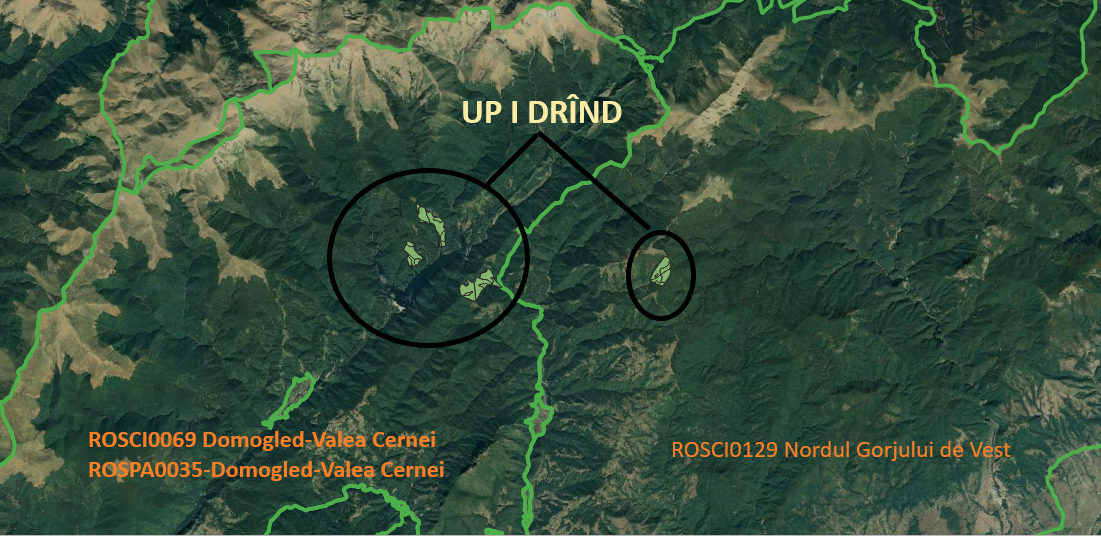 UP I DRÎND
ROSCI0069 Domogled-Valea Cernei
ROSPA0035-Domogled-Valea Cernei
ROSCI0129 Nordul Gorjului de Vest